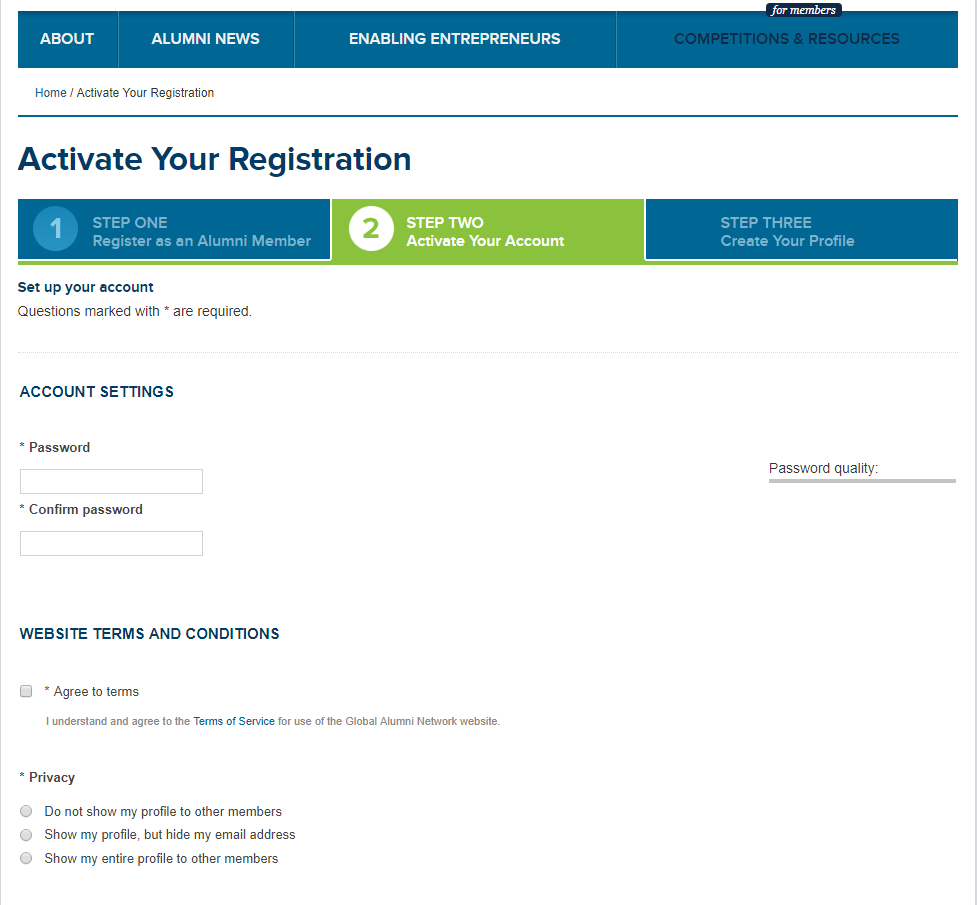 for members
ABOUT ALUMNI NEWS ENABLING ENTREPRENEURS COMPETITIONS & RESOURCES
Home / Activate Your Registration
Activate Your Registration
1 STEP ONE
Register as an Alumni Member
2 STEP TWO
Activate Your Account
STEP THREE
Create Your Profile
Set up your account
Questions marked with * are required.
ACCOUNT SETTINGS
* Password
Password quality:
* Confirm password
WEBSITE TERMS AND CONDITIONS
* Agree to terms
I understand and agree to the Terms of Service for use of the Global Alumni Network website.
* Privacy
Do not show my profile to other members
Show my profile, but hide my email address
Show my entire profile to other members